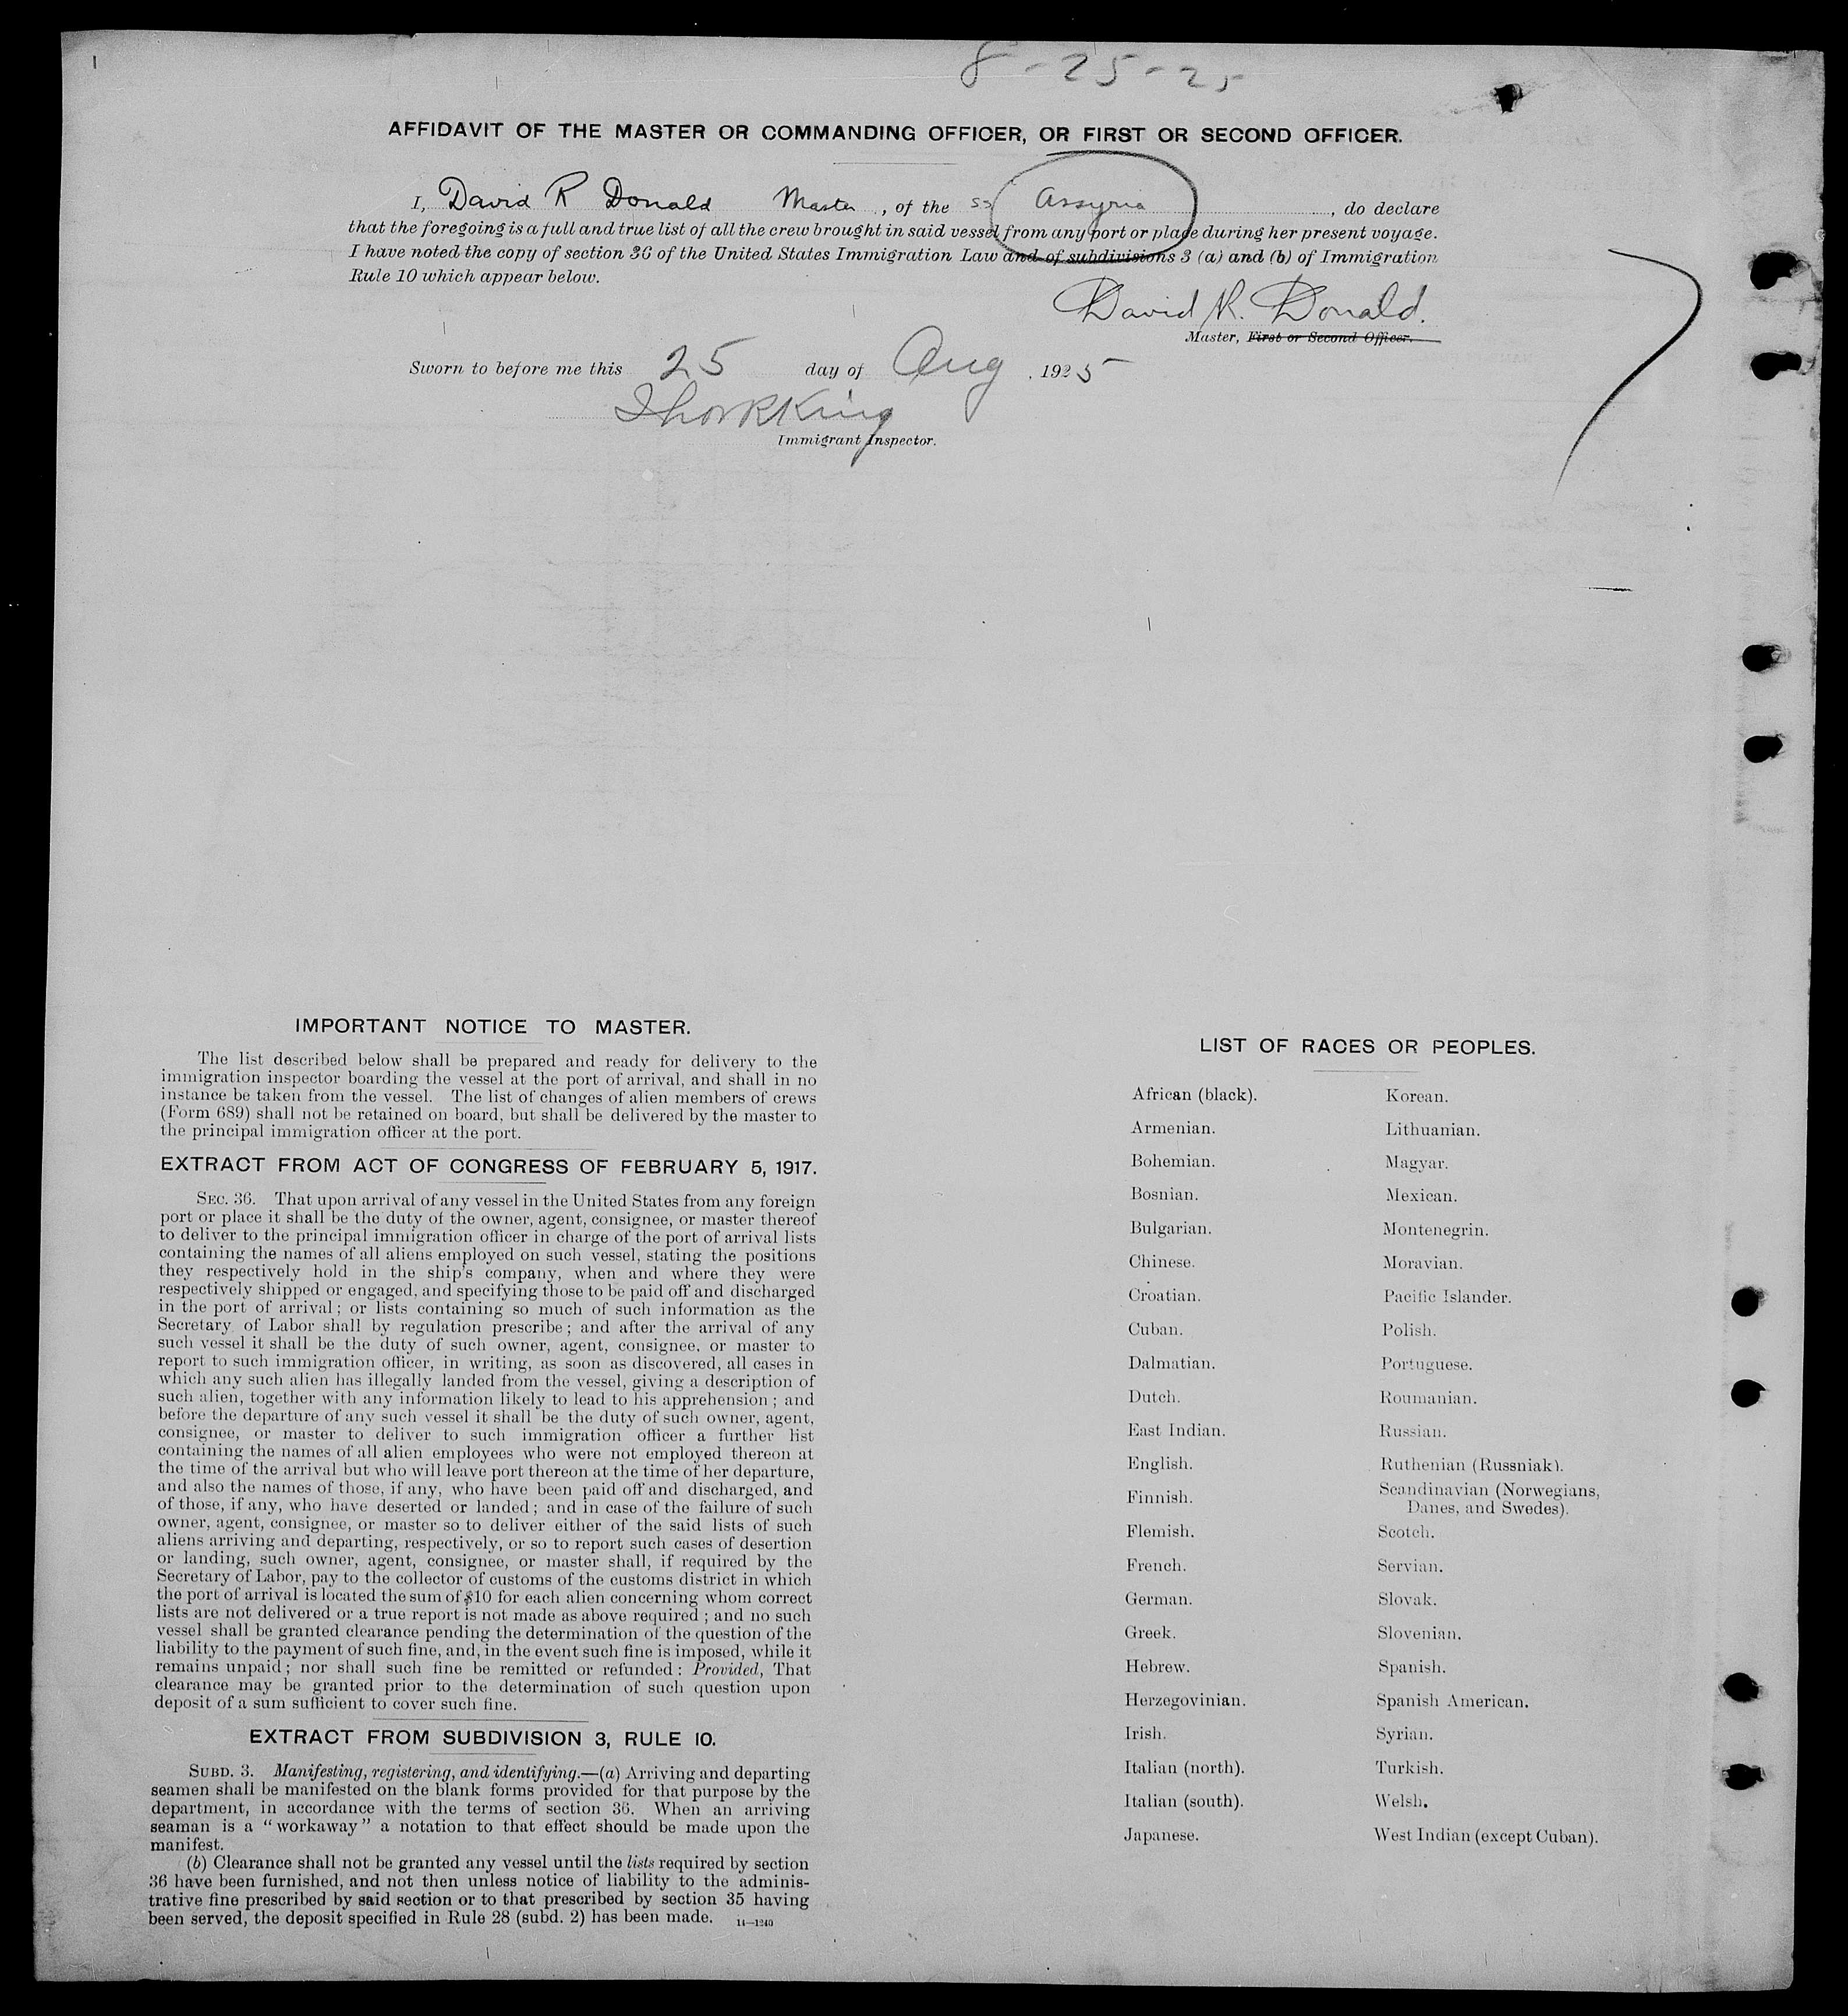 8-25-25
AFFIDAVIT OF THE MASTER OR COMMANDING OFFICER, OR FIRST OR SECOND OFFICER.
I, David R Donald Master, of the SS Assyria, do declare
that the foregoing is a full and true list of all the crew brought in said vessel from any port or place during her present voyage.
I have noted the copy of section 36 of the United States Immigration Law and of subdivisions 3 (a) and (b) of Immigration
Rule 10 which appear below.
David R. Donald.
Master, First or Second Officer.
Sworn to before me this 25 day of Aug, 1925
King
Immigrant Inspector.
IMPORTANT NOTICE TO MASTER.
The list described below shall be prepared and ready for delivery to the
immigration inspector boarding the vessel at the port of arrival, and shall in no
instance be taken from the vessel. The list of changes of alien members of crews
(Form 689) shall not be retained on board, but shall be delivered by the master to
the principal immigration officer at the port.
EXTRACT FROM ACT OF CONGRESS OF FEBRUARY 5, 1917.
SEC. 36. That upon arrival of any vessel in the United States from any foreign
port or place it shall be the duty of the owner, agent, consignee, or master thereof
to deliver to the principal immigration officer in charge of the port of arrival lists
containing the names of all aliens employed on such vessel, stating the positions
they respectively hold in the ship's company, when and where they were
respectively shipped or engaged, and specifying those to be paid off and discharged
in the port of arrival; or lists containing so much of such information as the
Secretary of Labor shall by regulation prescribe; and after the arrival of any
such vessel it shall be the duty of such owner, agent, consignee, or master to
report to such immigration officer, in writing, as soon as discovered, all cases in
which any such alien has illegally landed from the vessel, giving a description of
such alien, together with any information likely to lead to his apprehension; and
before the departure of any such vessel it shall be the duty of such owner, agent,
consignee, or master to deliver to such immigration officer a further list
containing the names of all alien employees who were not employed thereon at
the time of the arrival but who will leave port thereon at the time of her departure,
and also the names of those, if any, who have been paid off and discharged, and
of those, if any, who have deserted or landed; and in case of the failure of such
owner, agent, consignee, or master so to deliver either of the said lists of such
aliens arriving and departing, respectively, or so to report such cases of desertion
or landing, such owner, agent, consignee, or master shall, if required by the
Secretary of Labor, pay to the collector of customs of the customs district in which
the port of arrival is located the sum of $10 for each alien concerning whom correct
lists are not delivered or a true report is not made as above required; and no such
vessel shall be granted clearance pending the determination of the question of the
liability to the payment of such fine, and, in the event such fine is imposed, while it
remains unpaid; nor shall such fine be remitted or refunded: Provided, That
clearance may be granted prior to the determination of such question upon
deposit of a sum sufficient to cover such fine.
EXTRACT FROM SUBDIVISION 3, RULE 10.
SUBD. 3. Manifesting, registering, and identifying.—(a) Arriving and departing
seamen shall be manifested on the blank forms provided for that purpose by the
department, in accordance with the terms of section 36. When an arriving
seaman is a "workaway" a notation to that effect should be made upon the
manifest.
(b) Clearance shall not be granted any vessel until the lists required by section
36 have been furnished, and not then unless notice of liability to the adminis-
trative fine prescribed by said section or to that prescribed by section 35 having
been served, the deposit specified in Rule 28 (subd. 2) has been made. 14—1240
LIST OF RACES OR PEOPLES.
African (black).
Armenian.
Bohemian.
Bosnian.
Bulgarian.
Chinese.
Croatian.
Cuban.
Dalmatian.
Dutch.
East Indian.
English.
Finnish.
Flemish.
French.
German.
Greek.
Hebrew.
Herzegovinian.
Irish.
Italian (north).
Italian (south).
Japanese.
Korean.
Lithuanian.
Magyar.
Mexican.
Montenegrin.
Moravian.
Pacific Islander.
Polish.
Portuguese.
Roumanian.
Russian.
Ruthenian (Russniak).
Scandinavian (Norwegians,
Danes, and Swedes).
Scotch.
Servian.
Slovak.
Slovenian.
Spanish.
Spanish American.
Syrian.
Turkish.
Welsh.
West Indian (except Cuban).